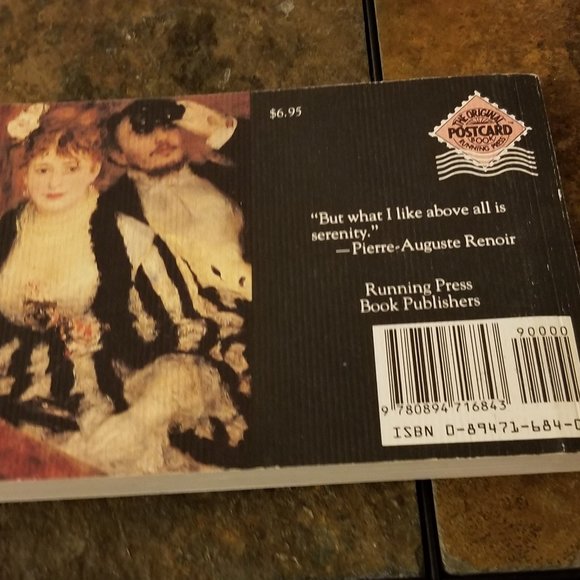 $6.95
THE ORIGINAL
POSTCARD
BOOK
RUNNING PRESS
“But what I like above all is
serenity.”
—Pierre-Auguste Renoir
Running Press
Book Publishers
90000
9 780894 716843
ISBN 0-89471-684-0